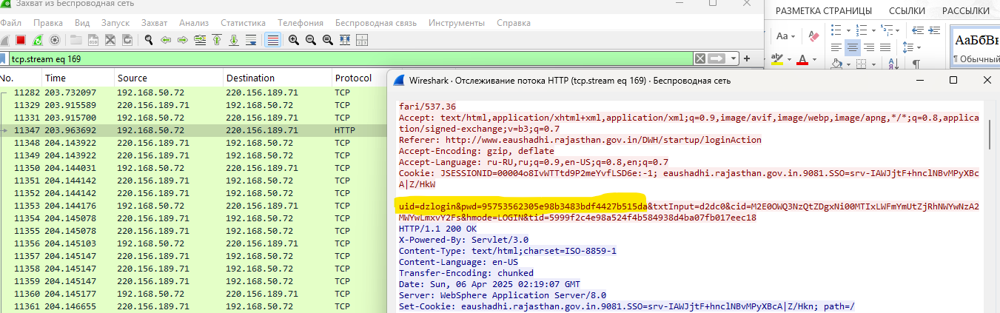 Захват из Беспроводная сеть
Файл Правка Вид Запуск Захват Анализ Статистика Телефония Беспроводная связь Инструменты Справка
tcp.stream eq 169
No. Time Source Destination Protocol
11282 203.732097 192.168.50.72 220.156.189.71 TCP
11329 203.915589 220.156.189.71 192.168.50.72 TCP
11331 203.915700 192.168.50.72 220.156.189.71 TCP
11347 203.963692 192.168.50.72 220.156.189.71 HTTP
11348 204.143922 220.156.189.71 192.168.50.72 TCP
11349 204.143922 220.156.189.71 192.168.50.72 TCP
11350 204.144031 192.168.50.72 220.156.189.71 TCP
11351 204.144142 220.156.189.71 192.168.50.72 TCP
11352 204.144142 220.156.189.71 192.168.50.72 TCP
11353 204.144176 192.168.50.72 220.156.189.71 TCP
11354 204.145078 220.156.189.71 192.168.50.72 TCP
11355 204.145078 220.156.189.71 192.168.50.72 TCP
11356 204.145103 192.168.50.72 220.156.189.71 TCP
11357 204.145147 220.156.189.71 192.168.50.72 TCP
11358 204.145147 220.156.189.71 192.168.50.72 TCP
11359 204.145147 220.156.189.71 192.168.50.72 TCP
11360 204.145177 192.168.50.72 220.156.189.71 TCP
11361 204.146655 220.156.189.71 192.168.50.72 TCP
РАЗМЕТКА СТРАНИЦЫ ССЫЛКИ РАССЫЛКИ
Aa
АаБбВв
¶ Обычный
Wireshark · Отслеживание потока HTTP (tcp.stream eq 169) · Беспроводная сеть
fari/537.36
Accept: text/html,application/xhtml+xml,application/xml;q=0.9,image/avif,image/webp,image/apng,*/*;q=0.8,applica
tion/signed-exchange;v=b3;q=0.7
Referer: http://www.eaushadhi.rajasthan.gov.in/DWH/startup/loginAction
Accept-Encoding: gzip, deflate
Accept-Language: ru-RU,ru;q=0.9,en-US;q=0.8,en;q=0.7
Cookie: JSESSIONID=00004o8IvWTTtd9P2meYvfLSD6e:-1; eaushadhi.rajasthan.gov.in.9081.SSO=srv-IAWJjtF+hnclNBvMPyXBc
A|Z/HkW
uid=dzlogin&pwd=95753562305e98b3483bdf4427b515da&txtInput=d2dc0&cid=M2E0OWQ3NzQtZDgxNi00MTIxLWFmYmUtZjRhNWYwNzA2
MWYwLmxvY2Fs&hmode=LOGIN&tid=5999f2c4e98a524f4b584938d4ba07fb017eec18
HTTP/1.1 200 OK
X-Powered-By: Servlet/3.0
Content-Type: text/html;charset=ISO-8859-1
Content-Language: en-US
Transfer-Encoding: chunked
Date: Sun, 06 Apr 2025 02:19:07 GMT
Server: WebSphere Application Server/8.0
Set-Cookie: eaushadhi.rajasthan.gov.in.9081.SSO=srv-IAWJjtF+hnclNBvMPyXBcA|Z/Hkn; path=/